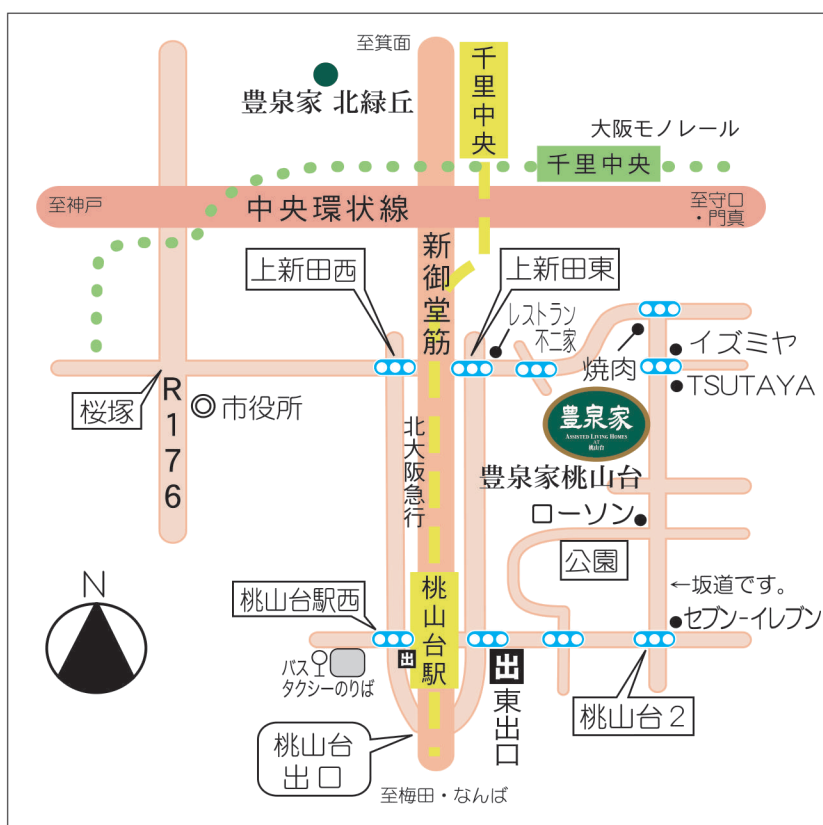 至箕面
千里中央
豊泉家 北緑丘
大阪モノレール
千里中央
至神戸
中央環状線
至守口
・門真
新御堂筋
上新田西
上新田東
レストラン
不二家
焼肉
イズミヤ
TSUTAYA
桜塚
R176
市役所
北大阪急行
豊泉家
ASSISTED LIVING HOMES
AT
桃山台
豊泉家桃山台
ローソン
公園
←坂道です。
セブン-イレブン
N
桃山台駅西
桃山台駅
出
バス
タクシーのりば
出
東出口
桃山台2
桃山台
出口
至梅田・なんば